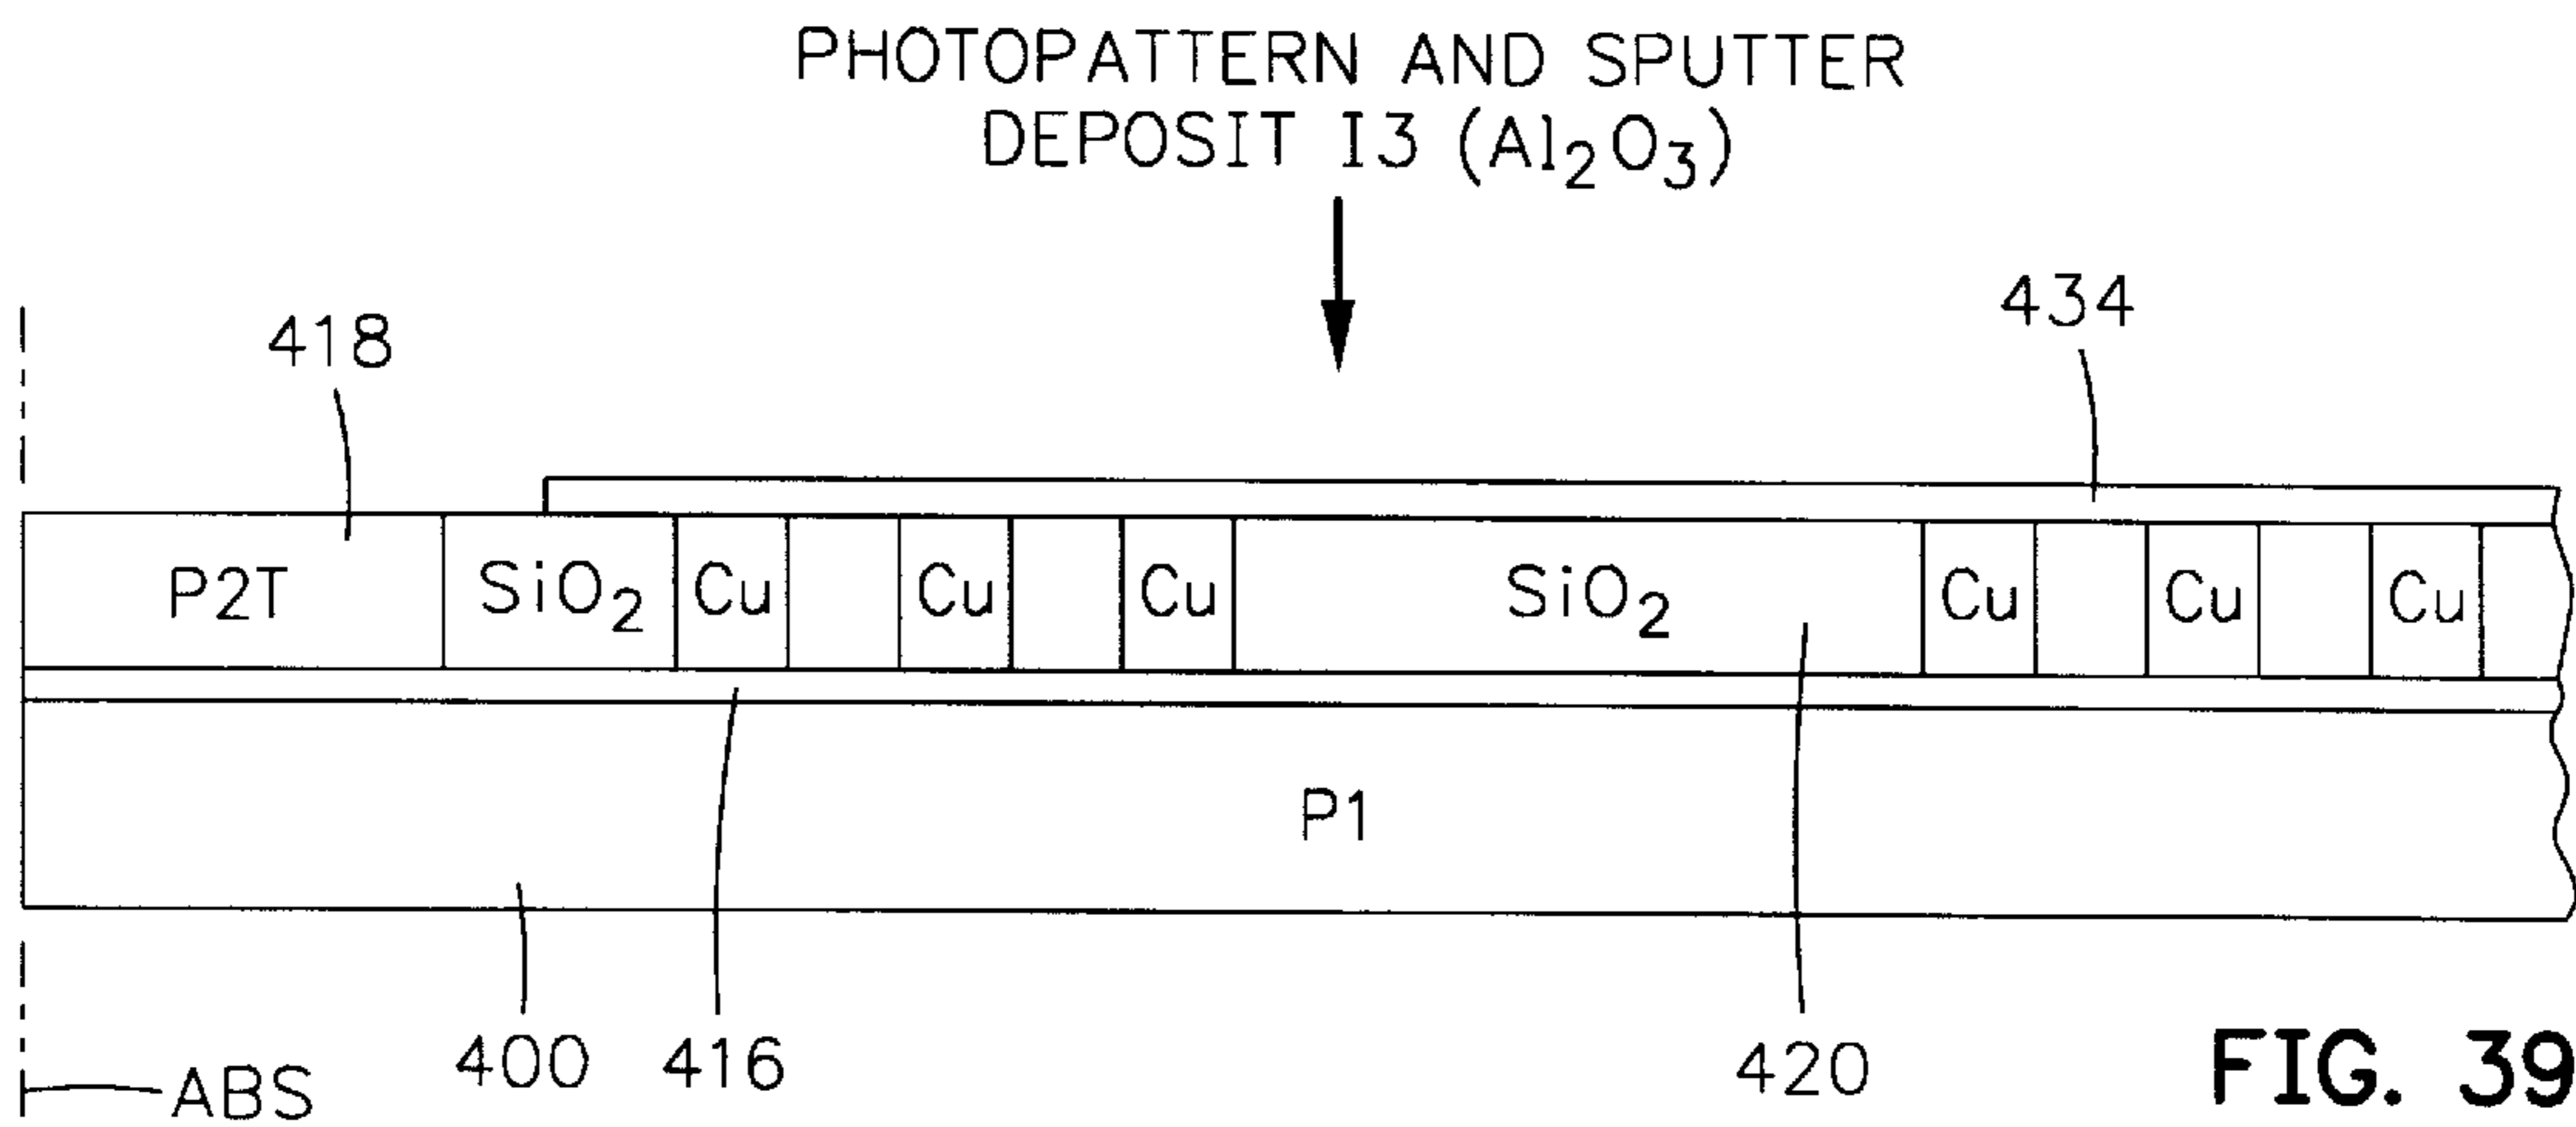 PHOTOPATTERN AND SPUTTER
DEPOSIT I3 (Al₂O₃)
418
434
P2T SiO₂ Cu Cu Cu SiO₂ Cu Cu Cu
P1
400
416
420
ABS
FIG. 39